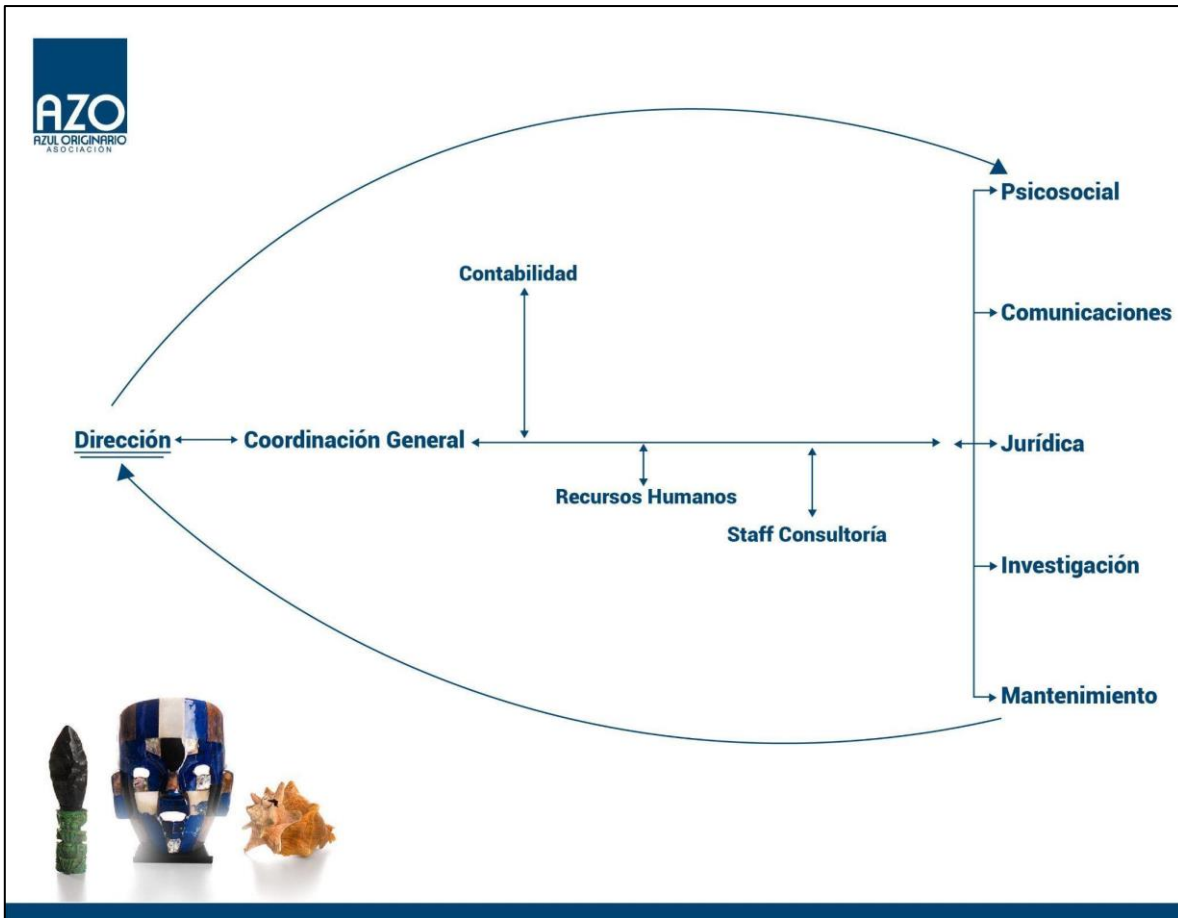 AZO
AZUL ORIGINARIO
ASOCIACIÓN
Psicosocial
Contabilidad
Comunicaciones
Dirección
Coordinación General
Jurídica
Recursos Humanos
Staff Consultoría
Investigación
Mantenimiento